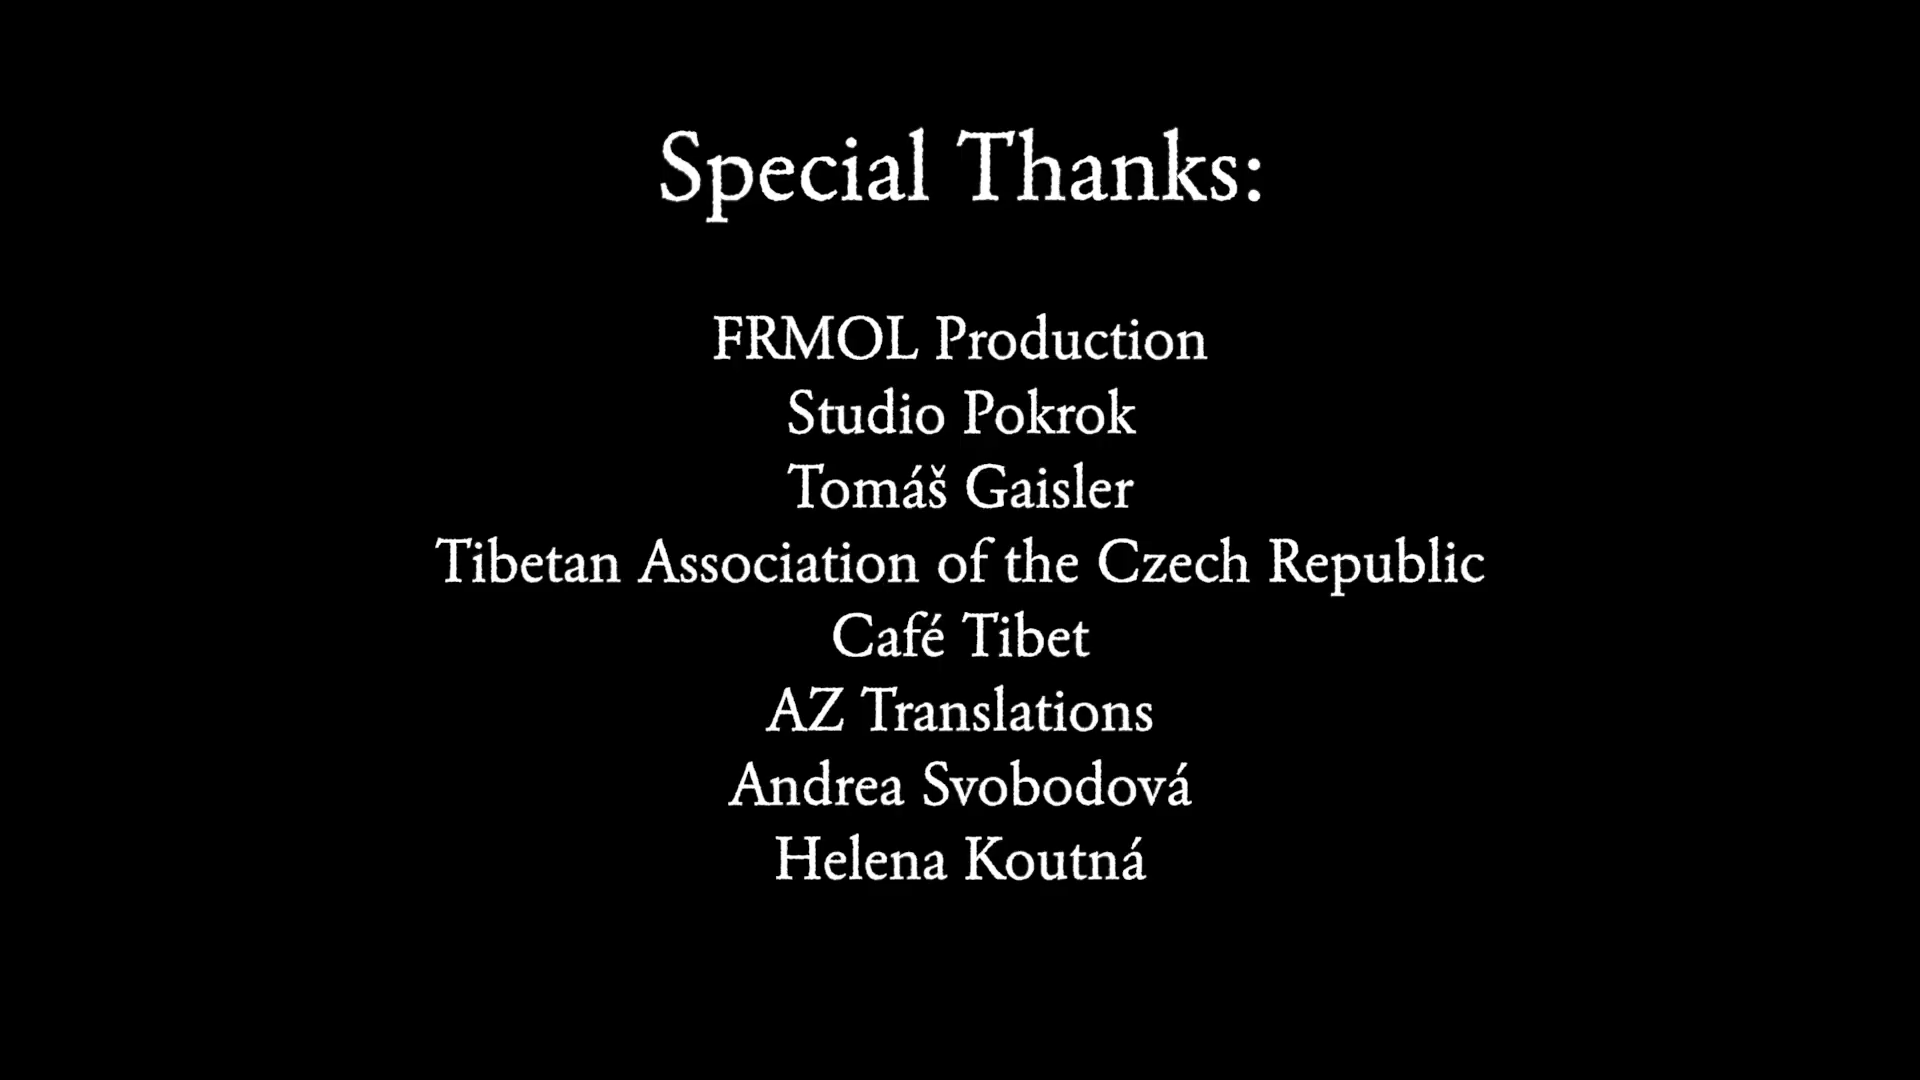 Special Thanks:
FRMOL Production
Studio Pokrok
Tomáš Gaisler
Tibetan Association of the Czech Republic
Café Tibet
AZ Translations
Andrea Svobodová
Helena Koutná